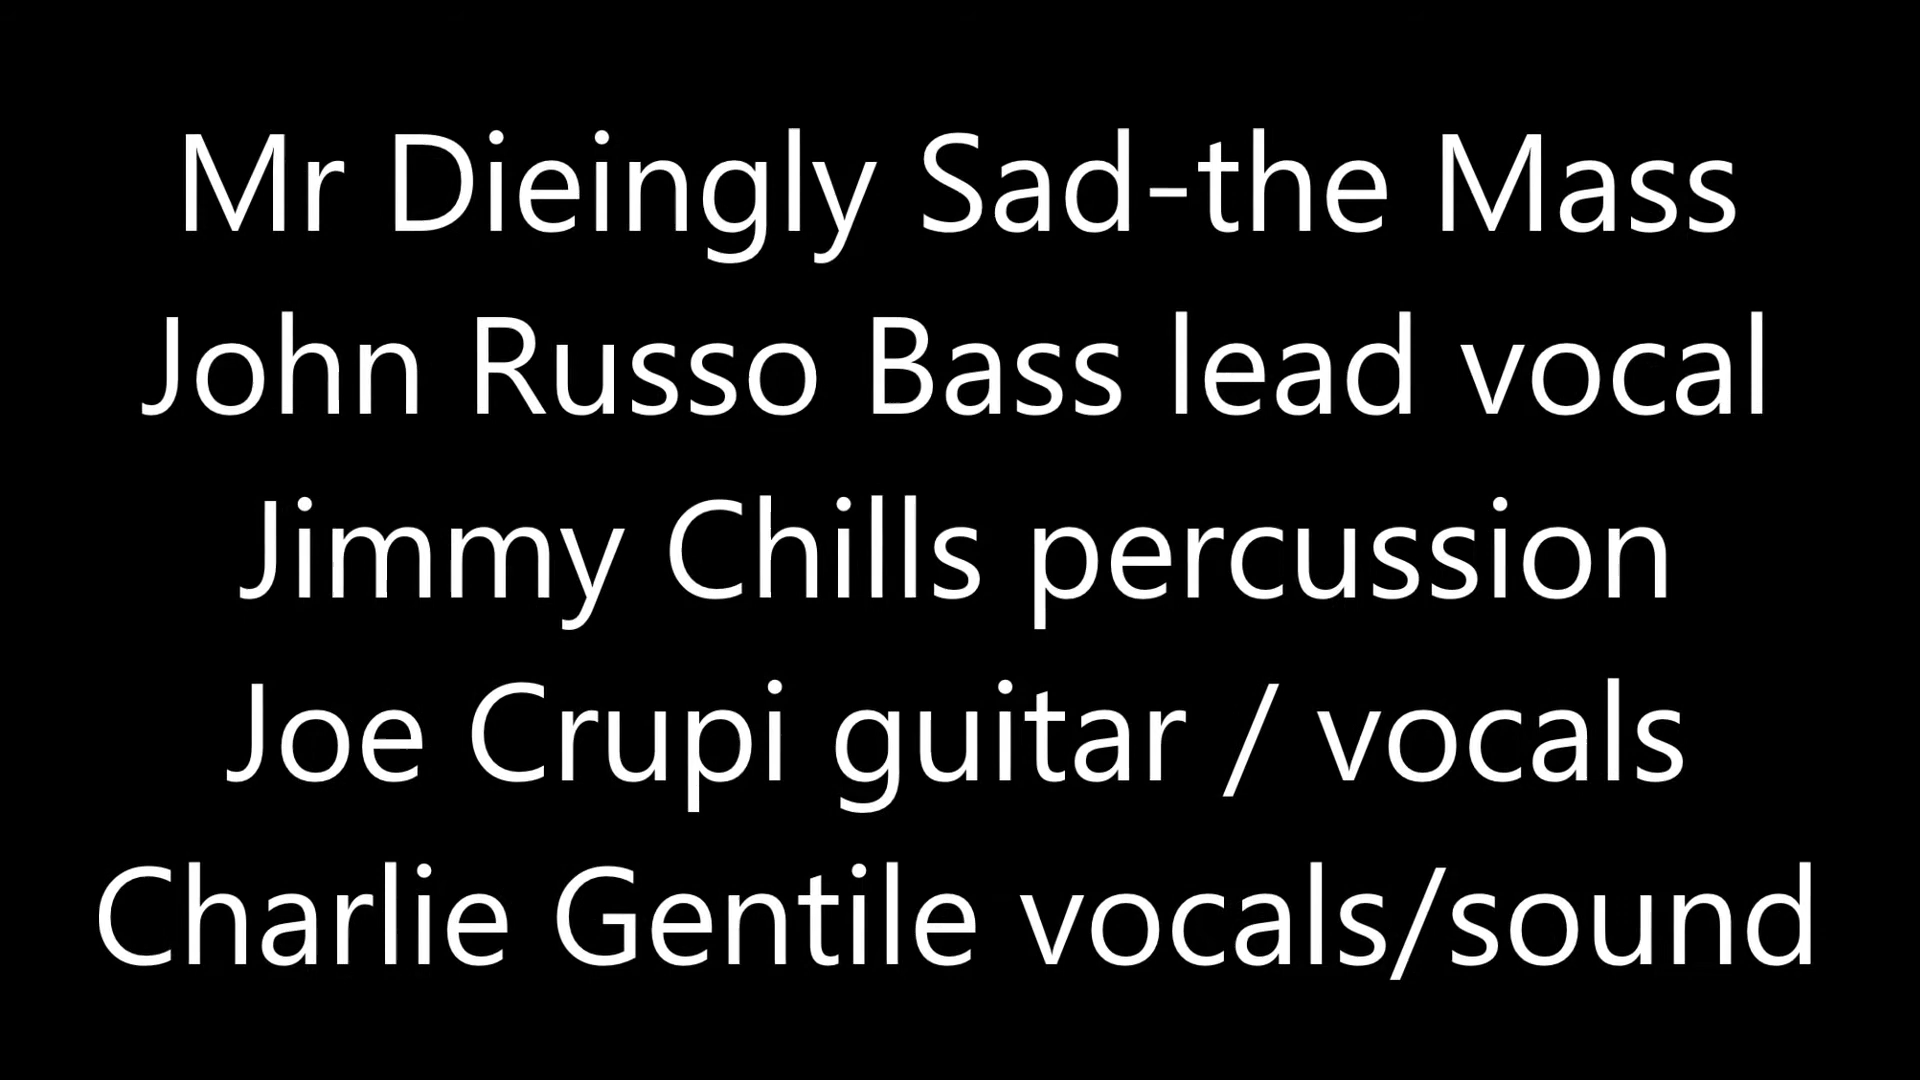 Mr Dieingly Sad-the Mass
John Russo Bass lead vocal
Jimmy Chills percussion
Joe Crupi guitar / vocals
Charlie Gentile vocals/sound